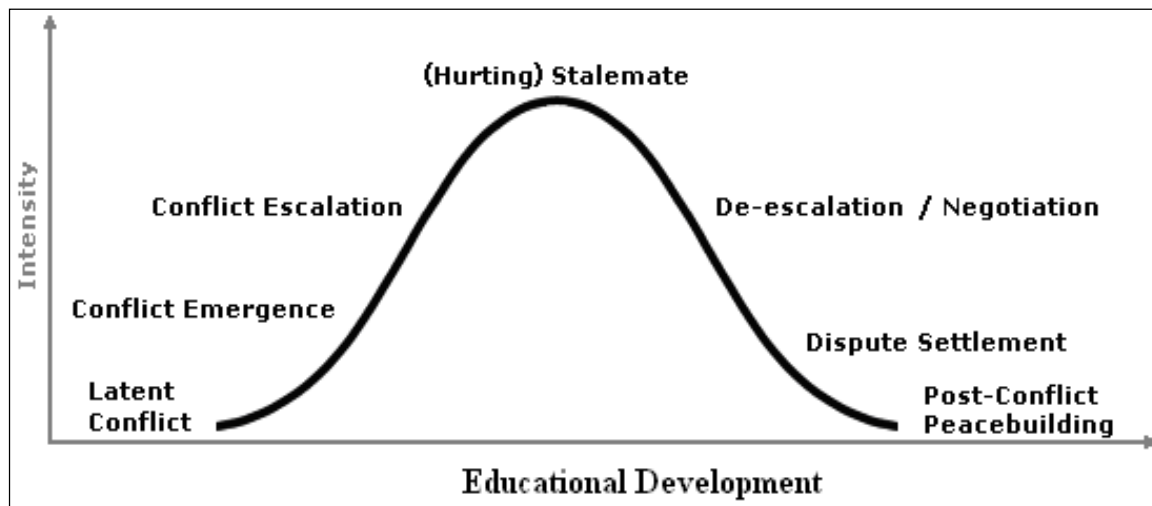 (Hurting) Stalemate
Intensity
Conflict Escalation
De-escalation / Negotiation
Conflict Emergence
Dispute Settlement
Latent
Conflict
Post-Conflict
Peacebuilding
Educational Development